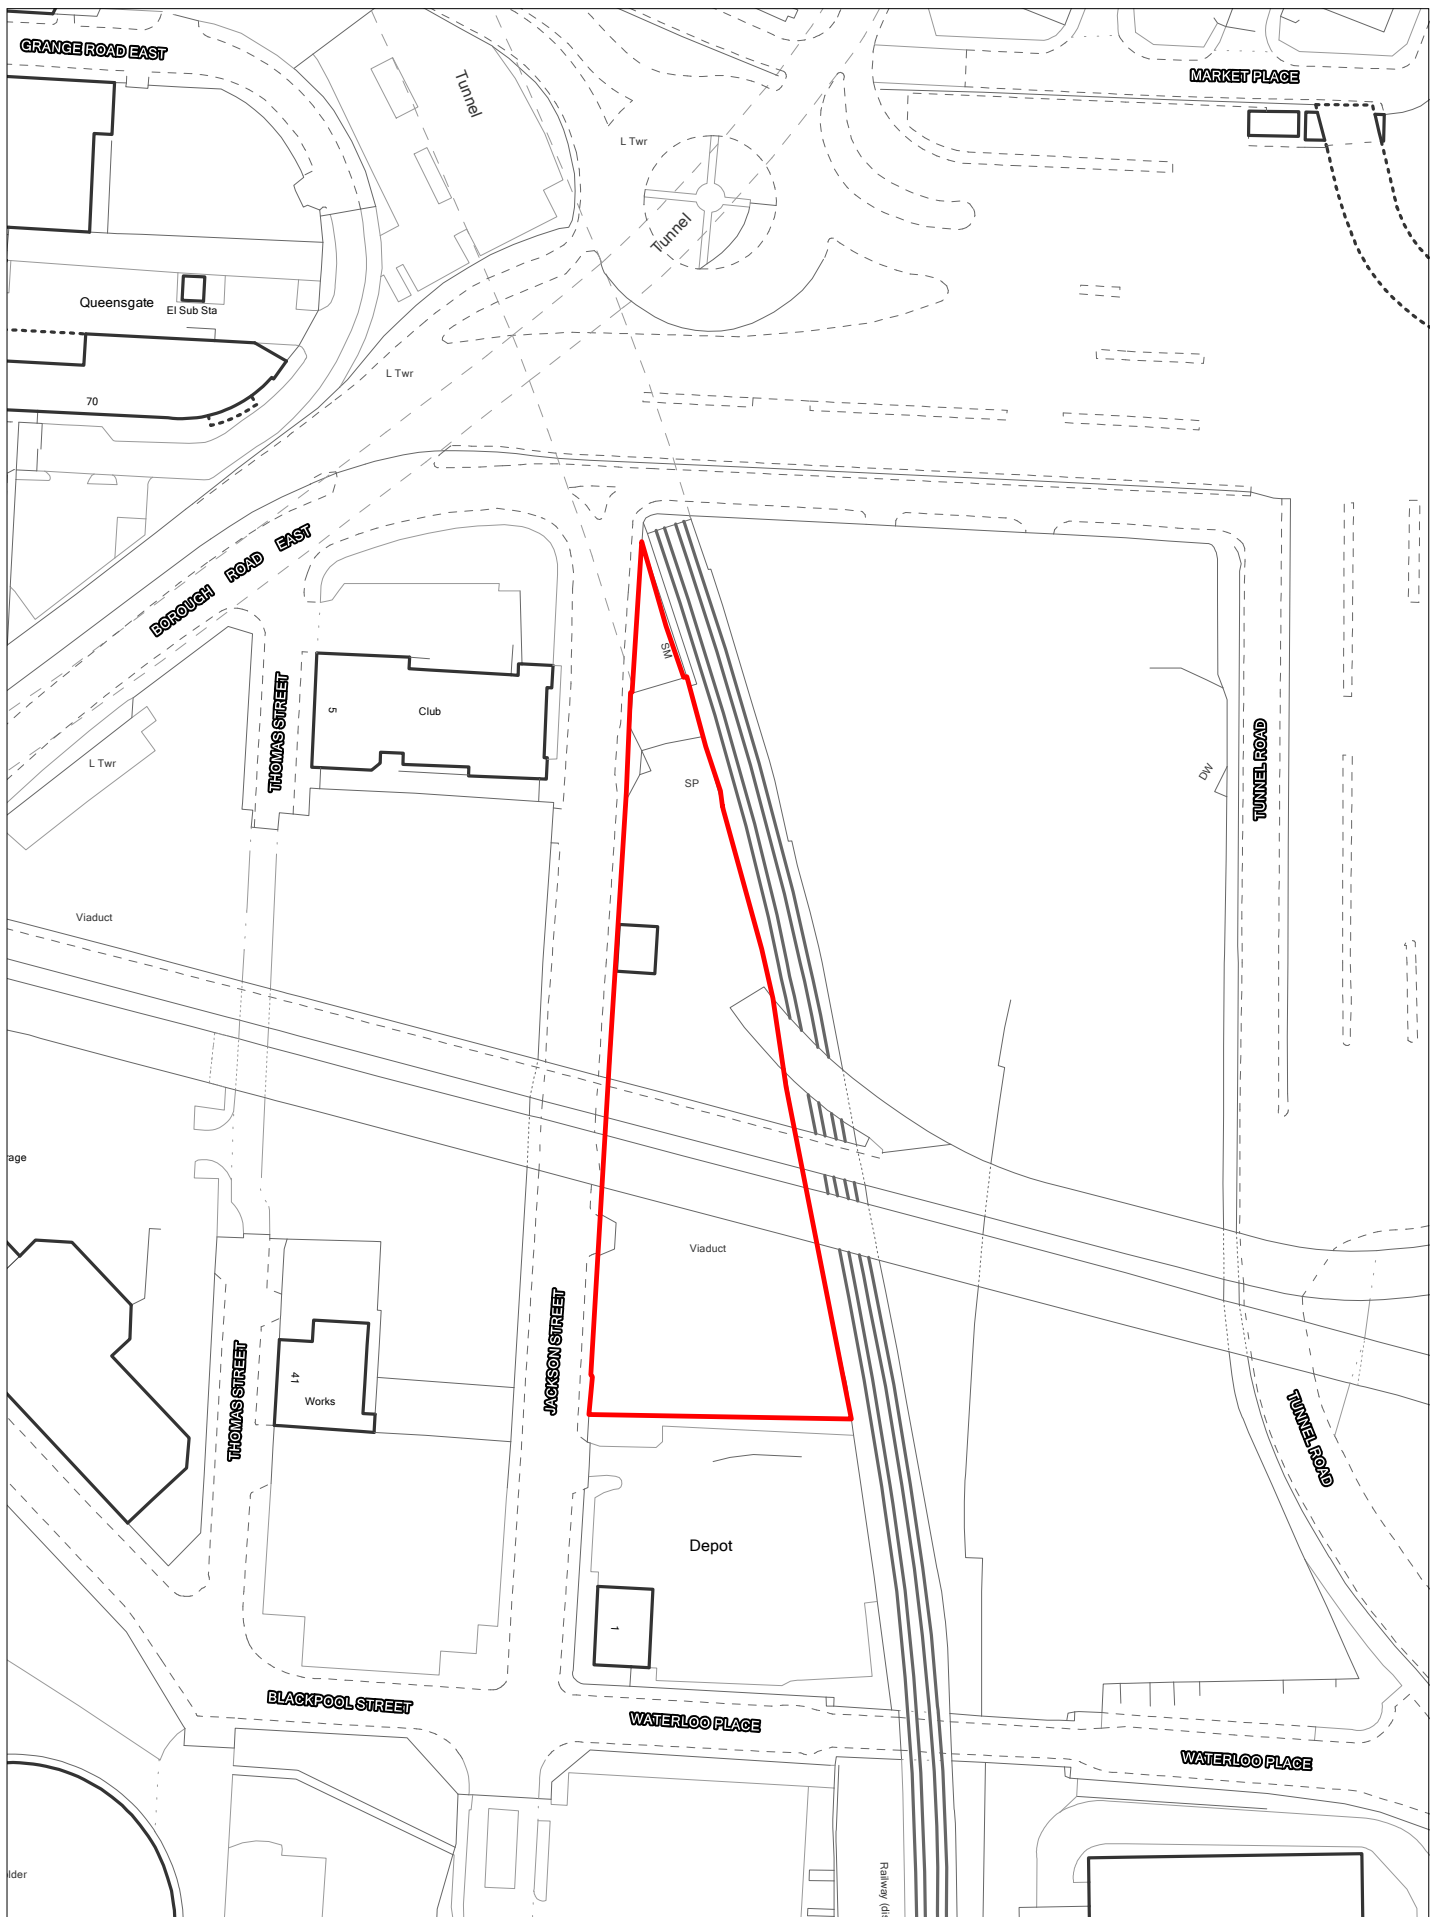 GRANGE ROAD EAST
Tunnel
MARKET PLACE
L Twr
Tunnel
Queensgate
El Sub Sta
L Twr
70
BOROUGH ROAD EAST
SM
THOMAS STREET
5
Club
TUNNEL ROAD
L Twr
SP
DW
Viaduct
Viaduct
JACKSON STREET
THOMAS STREET
41
Works
TUNNEL ROAD
Depot
1
BLACKPOOL STREET
WATERLOO PLACE
WATERLOO PLACE
Railway